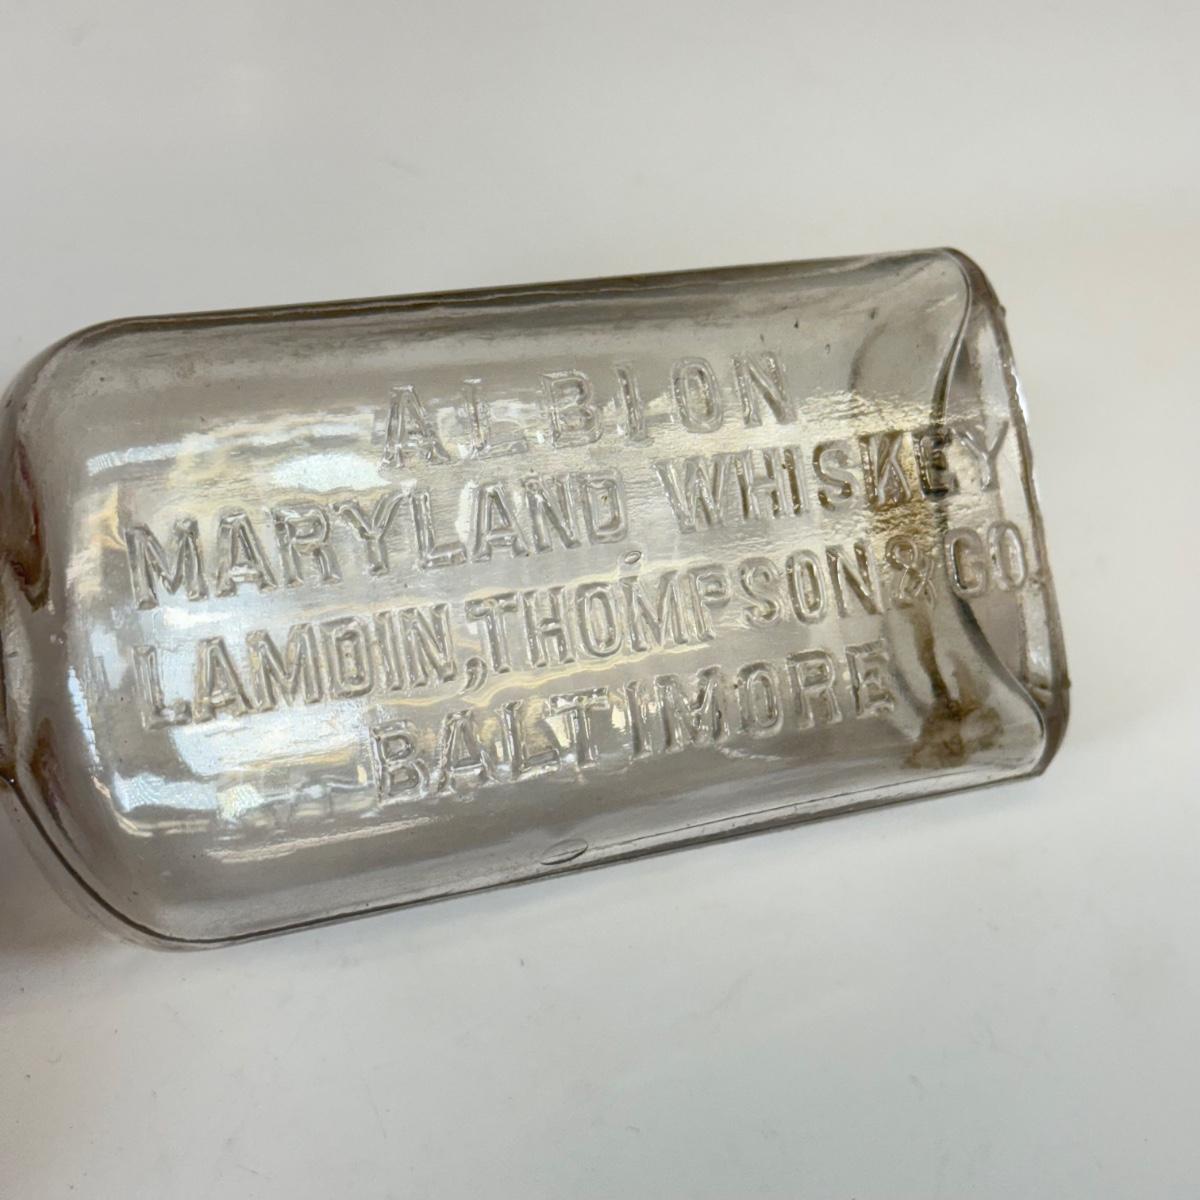 ALBION
MARYLAND WHISKEY
LAMDIN, THOMPSON & CO
BALTIMORE